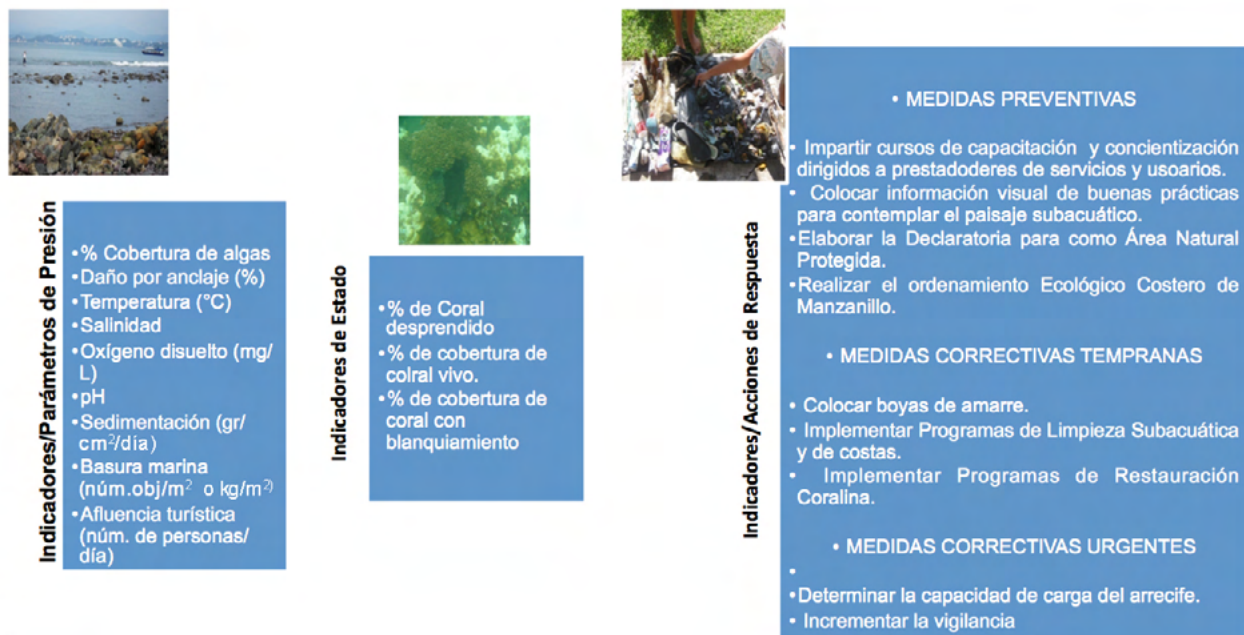 Indicadores/Parámetros de Presión
•% Cobertura de algas
•Daño por anclaje (%)
•Temperatura (°C)
•Salinidad
•Oxígeno disuelto (mg/
L)
•pH
•Sedimentación (gr/
cm²/día)
•Basura marina
(núm.obj/m² o kg/m²)
•Afluencia turística
(núm. de personas/
día)
Indicadores de Estado
•% de Coral
desprendido
•% de cobertura de
colral vivo.
•% de cobertura de
coral con
blanquiamiento
Indicadores/Acciones de Respuesta
• MEDIDAS PREVENTIVAS
• Impartir cursos de capacitación y concientización
dirigidos a prestadoderes de servicios y usoarios.
• Colocar información visual de buenas prácticas
para contemplar el paisaje subacuático.
•Elaborar la Declaratoria para como Área Natural
Protegida.
•Realizar el ordenamiento Ecológico Costero de
Manzanillo.
• MEDIDAS CORRECTIVAS TEMPRANAS
• Colocar boyas de amarre.
• Implementar Programas de Limpieza Subacuática
y de costas.
• Implementar Programas de Restauración
Coralina.
• MEDIDAS CORRECTIVAS URGENTES
•
•Determinar la capacidad de carga del arrecife.
• Incrementar la vigilancia